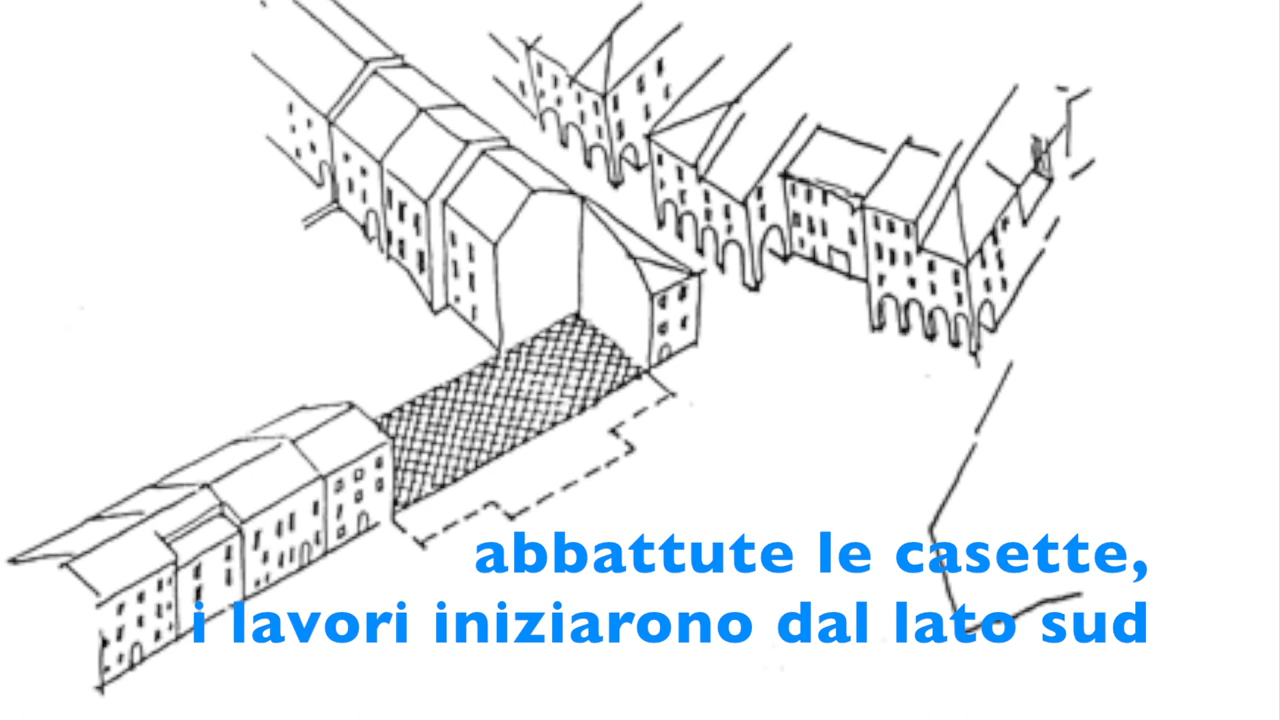 abbattute le casette,
i lavori iniziarono dal lato sud